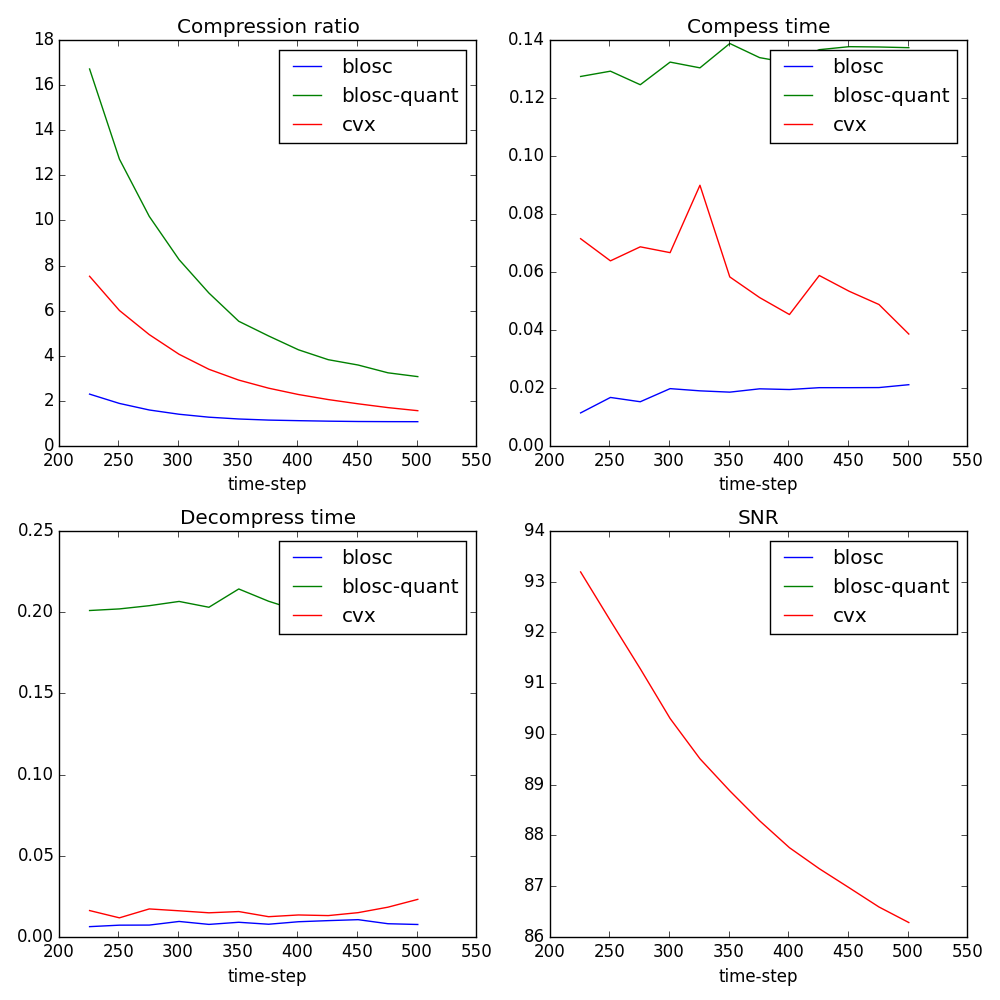 Compression ratio
18
16
14
12
10
8
6
4
2
0
200 250 300 350 400 450 500 550
time-step
blosc
blosc-quant
cvx
Compess time
0.14
0.12
0.10
0.08
0.06
0.04
0.02
0.00
200 250 300 350 400 450 500 550
time-step
blosc
blosc-quant
cvx
Decompress time
0.25
0.20
0.15
0.10
0.05
0.00
200 250 300 350 400 450 500 550
time-step
blosc
blosc-quant
cvx
SNR
94
93
92
91
90
89
88
87
86
200 250 300 350 400 450 500 550
time-step
blosc
blosc-quant
cvx